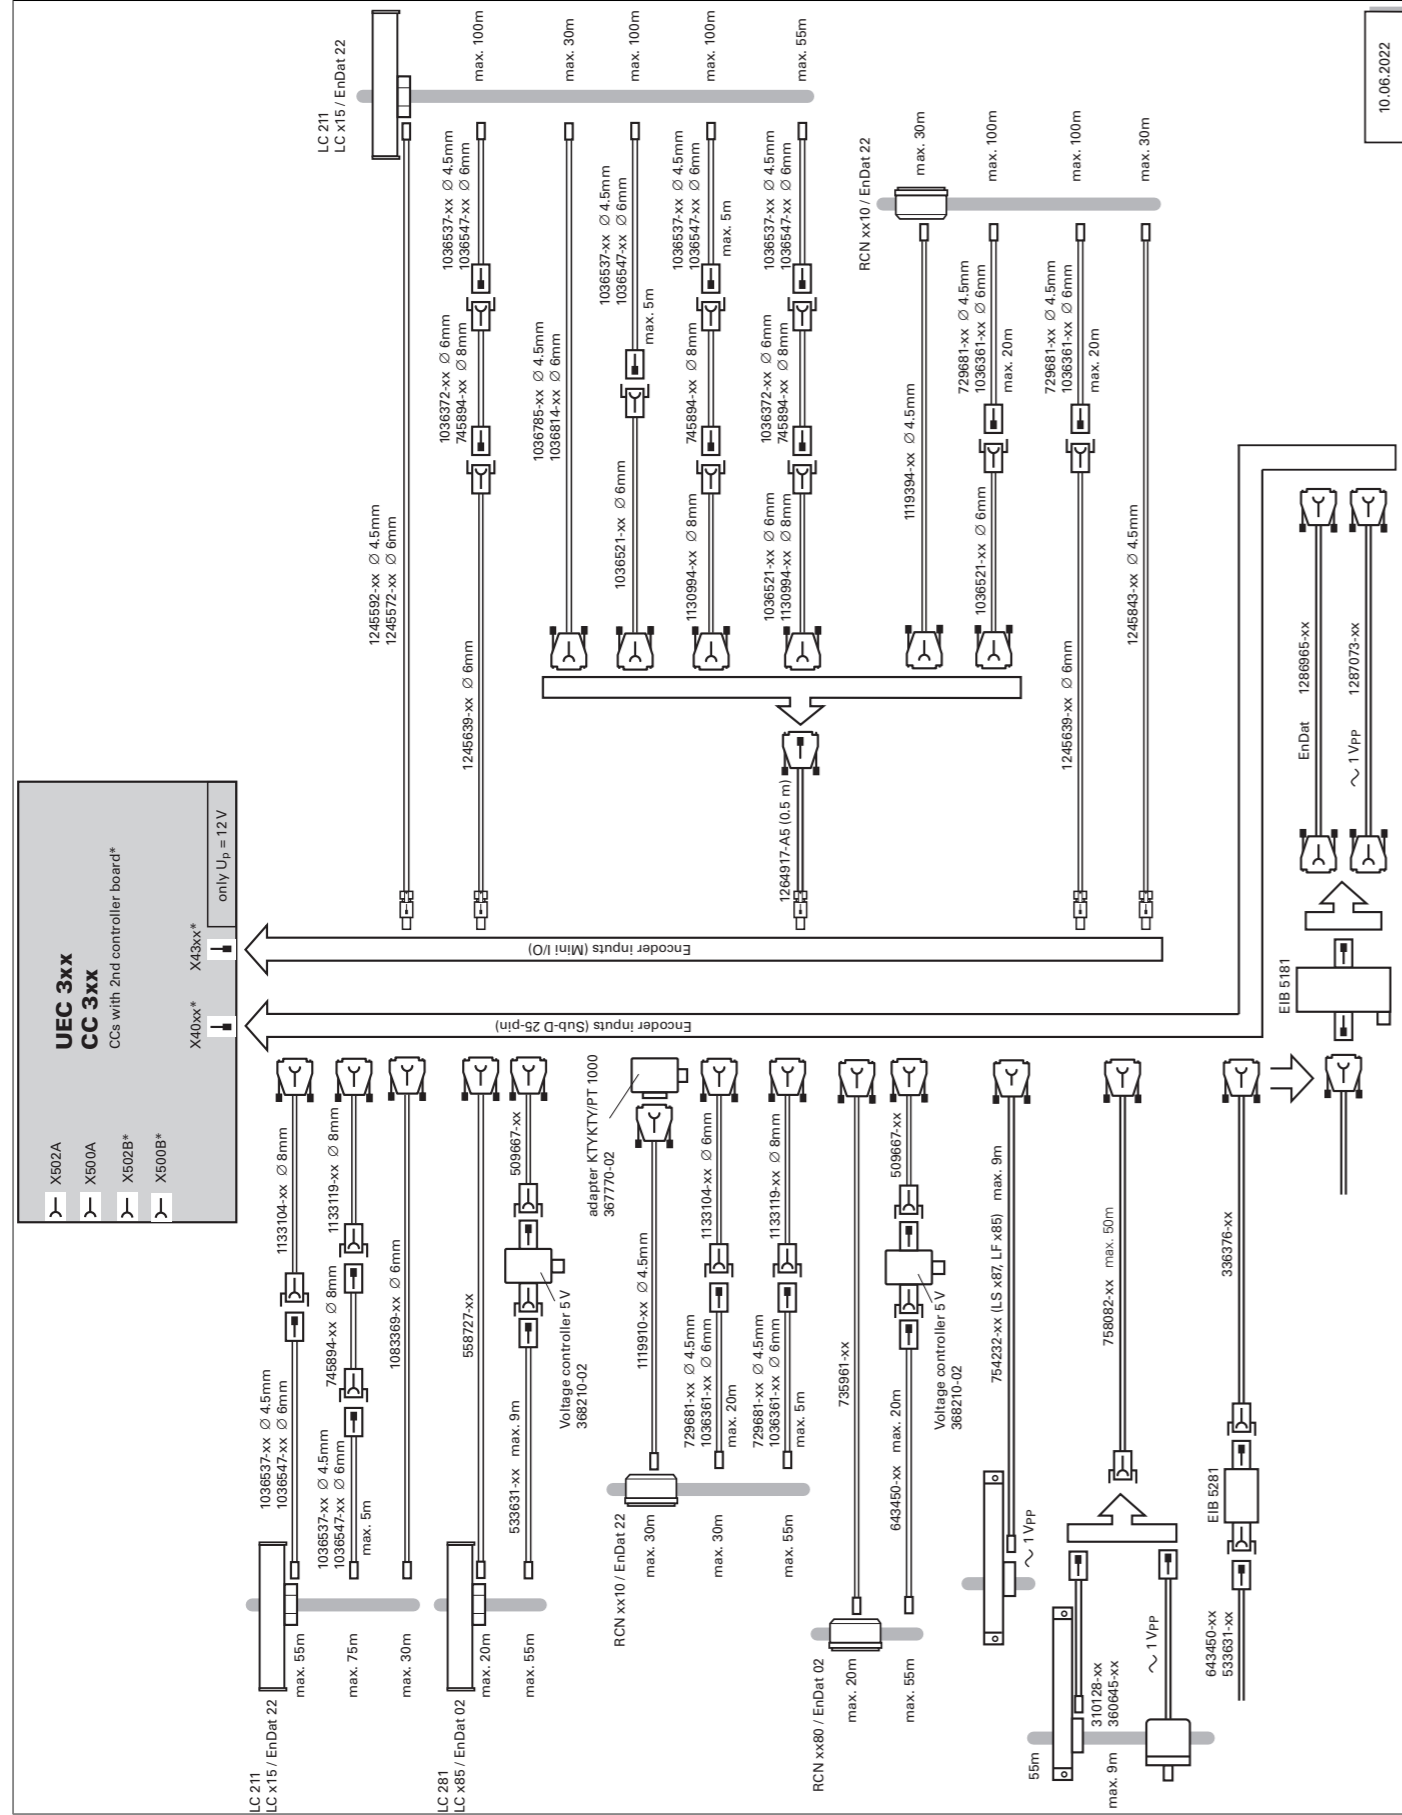 UEC 3xx
CC 3xx
CCs with 2nd controller board*
X502A
X500A
X502B*
X500B*
X40xx*
X43xx*
only Up = 12 V
Encoder inputs (Sub-D 25-pin)
Encoder inputs (Mini I/O)
LC 211
LC x15 / EnDat 22
max. 55m
1036537-xx ∅ 4.5mm
1036547-xx ∅ 6mm
1133104-xx ∅ 8mm
max. 75m
1036537-xx ∅ 4.5mm
1036547-xx ∅ 6mm
max. 5m
745894-xx ∅ 8mm
1133119-xx ∅ 8mm
max. 30m
1083369-xx ∅ 6mm
LC 281
LC x85 / EnDat 02
max. 20m
558727-xx
max. 55m
533631-xx max. 9m
509667-xx
Voltage controller 5 V
368210-02
RCN xx10 / EnDat 22
max. 30m
1119910-xx ∅ 4.5mm
adapter KTYKTY/PT 1000
367770-02
max. 30m
729681-xx ∅ 4.5mm
1036361-xx ∅ 6mm
max. 20m
1133104-xx ∅ 6mm
max. 55m
729681-xx ∅ 4.5mm
1036361-xx ∅ 6mm
max. 5m
1133119-xx ∅ 8mm
RCN xx80 / EnDat 02
max. 20m
735961-xx
max. 55m
643450-xx max. 20m
509667-xx
Voltage controller 5 V
368210-02
754232-xx (LS x87, LF x85) max. 9m
~ 1 VPP
55m
max. 9m
310128-xx
360645-xx
758082-xx max. 50m
~ 1 VPP
643450-xx
533631-xx
EIB 5281
336376-xx
EIB 5181
EnDat
1286965-xx
~ 1 VPP
1287073-xx
LC 211
LC x15 / EnDat 22
1245592-xx ∅ 4.5mm
1245572-xx ∅ 6mm
1245639-xx ∅ 6mm
1036372-xx ∅ 6mm
745894-xx ∅ 8mm
1036537-xx ∅ 4.5mm
1036547-xx ∅ 6mm
max. 100m
1036785-xx ∅ 4.5mm
1036814-xx ∅ 6mm
max. 30m
1036521-xx ∅ 6mm
1036537-xx ∅ 4.5mm
1036547-xx ∅ 6mm
max. 5m
max. 100m
1130994-xx ∅ 8mm
745894-xx ∅ 8mm
1036537-xx ∅ 4.5mm
1036547-xx ∅ 6mm
max. 5m
max. 100m
1264917-A5 (0.5 m)
1036521-xx ∅ 6mm
1130994-xx ∅ 8mm
1036372-xx ∅ 6mm
745894-xx ∅ 8mm
1036537-xx ∅ 4.5mm
1036547-xx ∅ 6mm
max. 55m
RCN xx10 / EnDat 22
1119394-xx ∅ 4.5mm
max. 30m
1036521-xx ∅ 6mm
729681-xx ∅ 4.5mm
1036361-xx ∅ 6mm
max. 20m
max. 100m
1245639-xx ∅ 6mm
729681-xx ∅ 4.5mm
1036361-xx ∅ 6mm
max. 20m
max. 100m
1245843-xx ∅ 4.5mm
max. 30m
10.06.2022